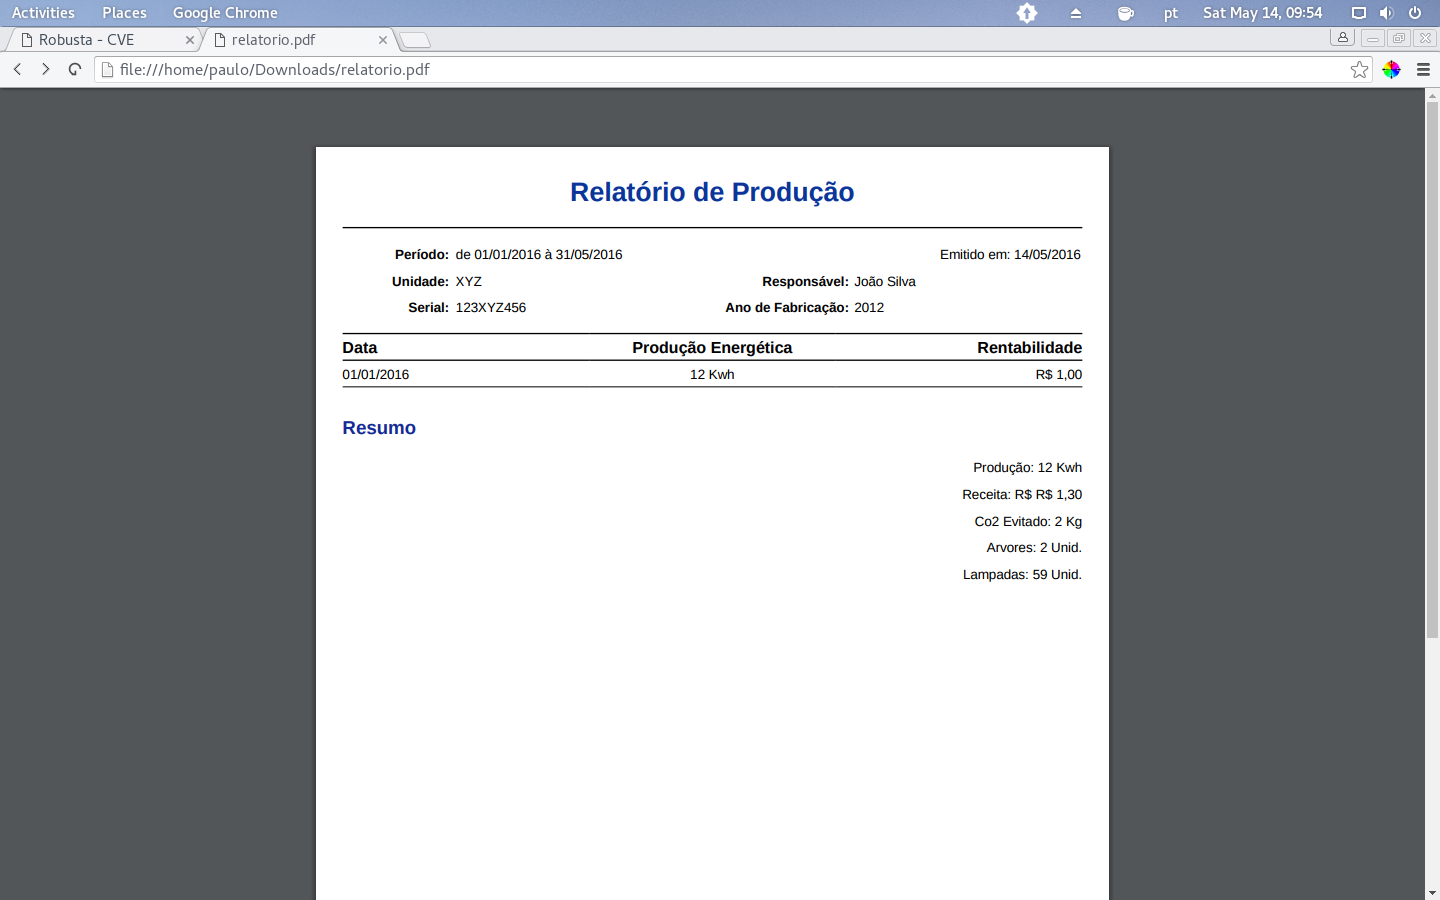 Activities Places Google Chrome pt Sat May 14, 09:54
Robusta - CVE relatorio.pdf
file:///home/paulo/Downloads/relatorio.pdf
Relatório de Produção
Período: de 01/01/2016 à 31/05/2016 Emitido em: 14/05/2016
Unidade: XYZ Responsável: João Silva
Serial: 123XYZ456 Ano de Fabricação: 2012
Data Produção Energética Rentabilidade
01/01/2016 12 Kwh R$ 1,00
Resumo
Produção: 12 Kwh
Receita: R$ R$ 1,30
Co2 Evitado: 2 Kg
Arvores: 2 Unid.
Lampadas: 59 Unid.